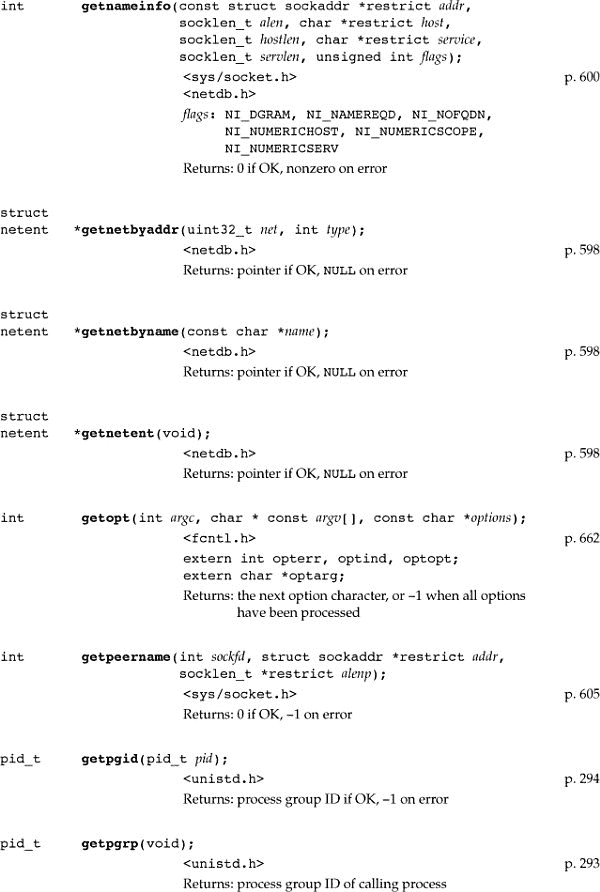 int getnameinfo(const struct sockaddr *restrict addr,
socklen_t alen, char *restrict host,
socklen_t hostlen, char *restrict service,
socklen_t servlen, unsigned int flags);
<sys/socket.h> p. 600
<netdb.h>
flags: NI_DGRAM, NI_NAMEREQD, NI_NOFQDN,
NI_NUMERICHOST, NI_NUMERICSCOPE,
NI_NUMERICSERV
Returns: 0 if OK, nonzero on error
struct
netent *getnetbyaddr(uint32_t net, int type);
<netdb.h> p. 598
Returns: pointer if OK, NULL on error
struct
netent *getnetbyname(const char *name);
<netdb.h> p. 598
Returns: pointer if OK, NULL on error
struct
netent *getnetent(void);
<netdb.h> p. 598
Returns: pointer if OK, NULL on error
int getopt(int argc, char * const argv[], const char *options);
<fcntl.h> p. 662
extern int opterr, optind, optopt;
extern char *optarg;
Returns: the next option character, or –1 when all options
have been processed
int getpeername(int sockfd, struct sockaddr *restrict addr,
socklen_t *restrict alenp);
<sys/socket.h> p. 605
Returns: 0 if OK, –1 on error
pid_t getpgid(pid_t pid);
<unistd.h> p. 294
Returns: process group ID if OK, –1 on error
pid_t getpgrp(void);
<unistd.h> p. 293
Returns: process group ID of calling process